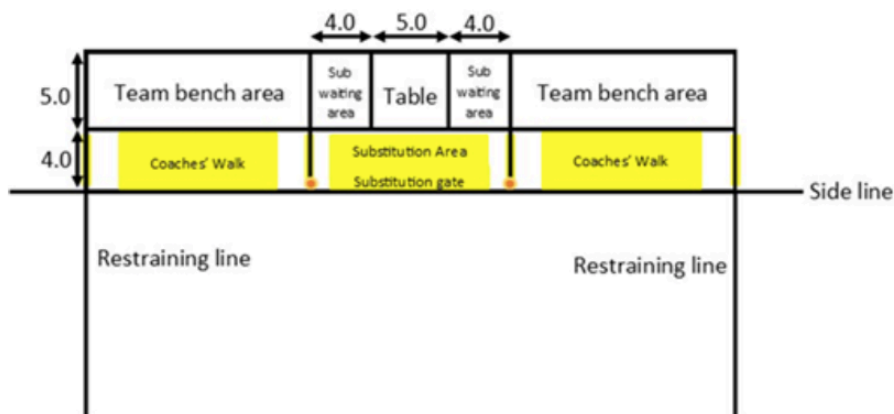 4.0
5.0
4.0
5.0
Team bench area
Sub
waiting
area
Table
Sub
waiting
area
Team bench area
4.0
Coaches' Walk
Substitution Area
Substitution gate
Coaches' Walk
Side line
Restraining line
Restraining line